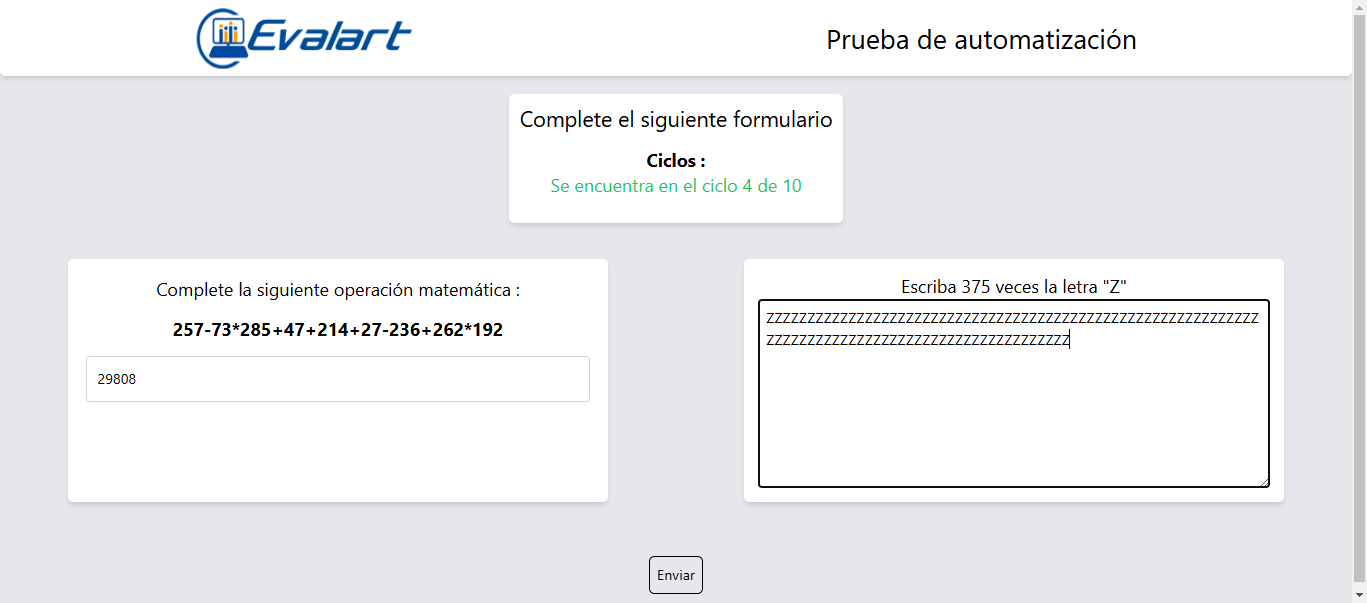 Evalart
Prueba de automatización
Complete el siguiente formulario
Ciclos :
Se encuentra en el ciclo 4 de 10
Complete la siguiente operación matemática :
257-73*285+47+214+27-236+262*192
29808
Escriba 375 veces la letra "Z"
ZZZZZZZZZZZZZZZZZZZZZZZZZZZZZZZZZZZZZZZZZZZZZZZZZZZZZZZZZZZZ
ZZZZZZZZZZZZZZZZZZZZZZZZZZZZZZZZZZZZZ
Enviar